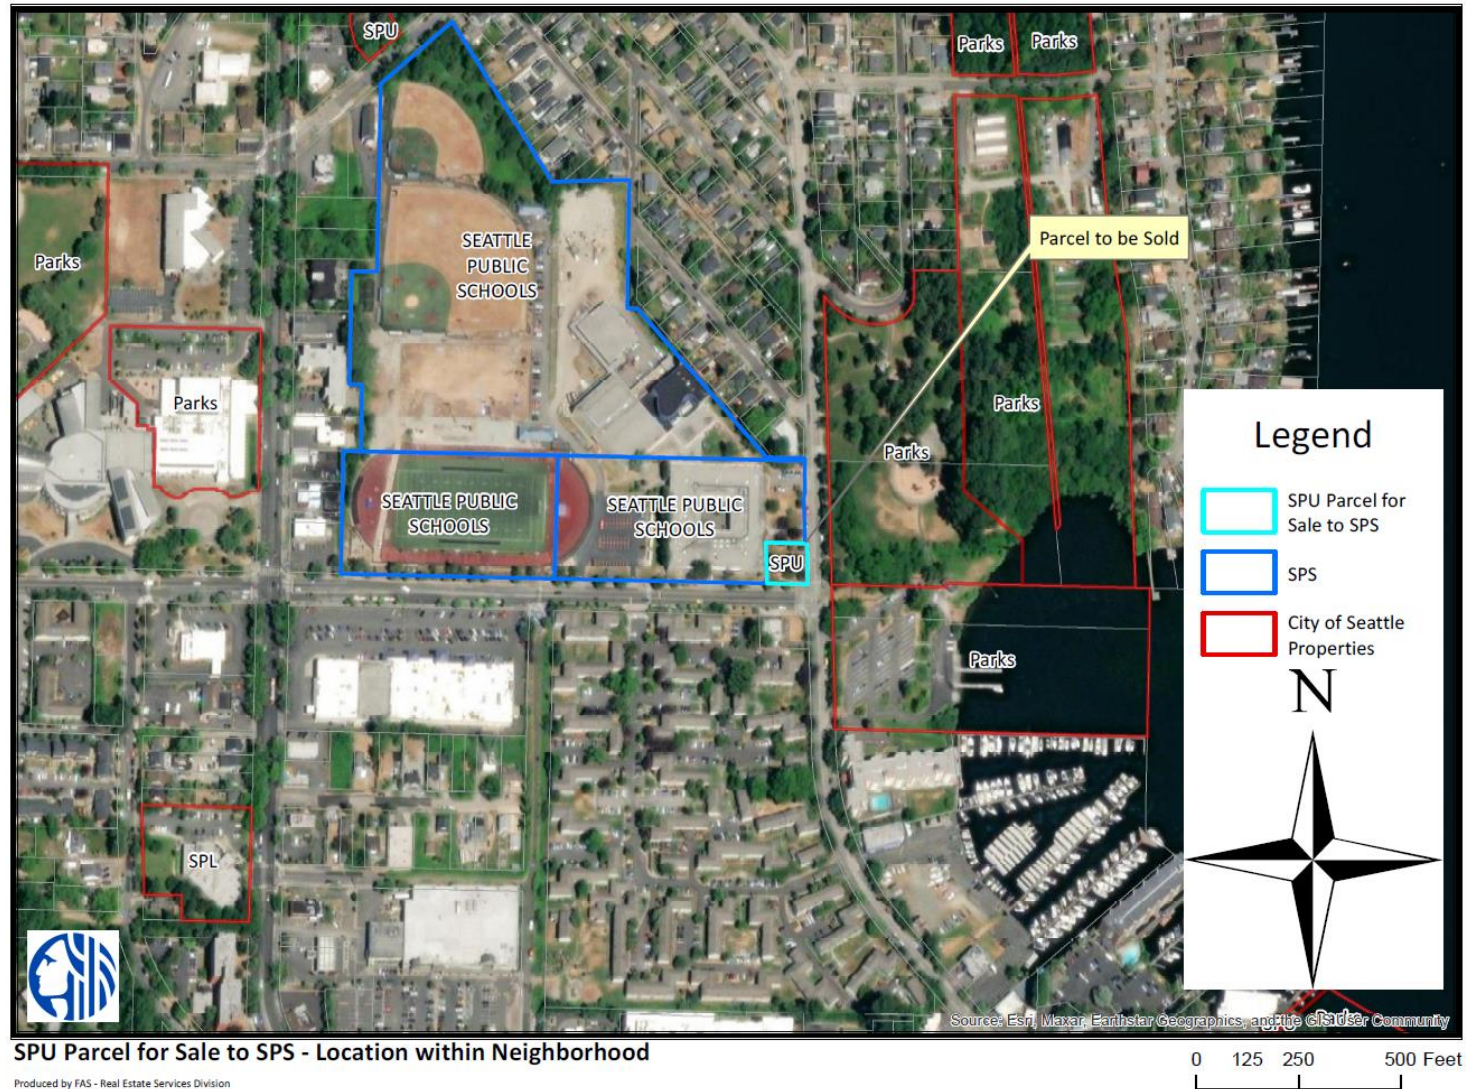 SPU
Parks
Parks
Parks
SEATTLE
PUBLIC
SCHOOLS
Parcel to be Sold
Parks
Parks
Parks
SEATTLE PUBLIC
SCHOOLS
SEATTLE PUBLIC
SCHOOLS
SPU
Parks
SPL
Legend
SPU Parcel for
Sale to SPS
SPS
City of Seattle
Properties
N
Parks
Source: Esri, Maxar, Earthstar Geographics, and the GIS User Community
SPU Parcel for Sale to SPS - Location within Neighborhood
Produced by FAS - Real Estate Services Division
0 125 250 500 Feet